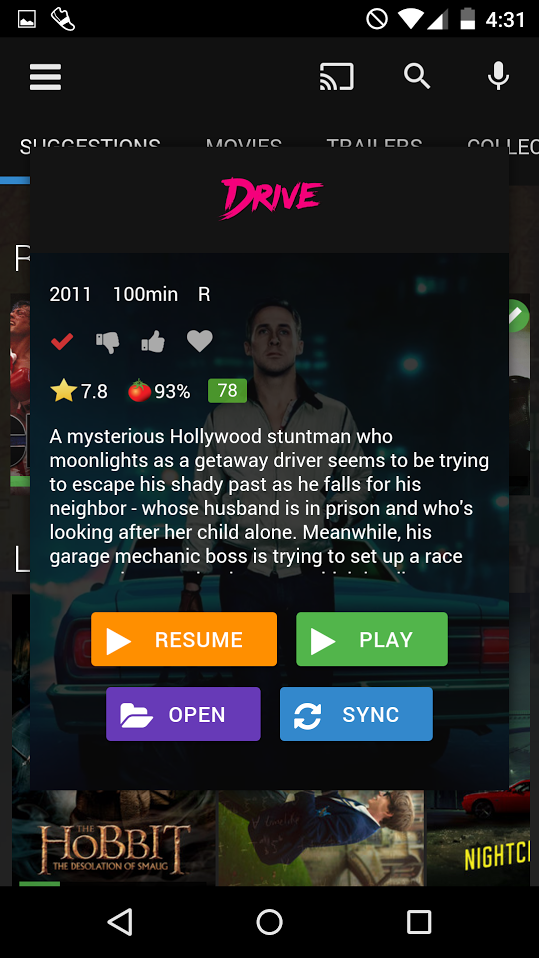 4:31
SUGGESTIONS MOVIES TRAILERS COLLEC
R
DRIVE
2011 100min R
7.8 93% 78
A mysterious Hollywood stuntman who
moonlights as a getaway driver seems to be trying
to escape his shady past as he falls for his
neighbor - whose husband is in prison and who's
looking after her child alone. Meanwhile, his
garage mechanic boss is trying to set up a race
L
RESUME PLAY
OPEN SYNC
THE
HOBBIT
THE DESOLATION OF SMAUG
NIGHTC